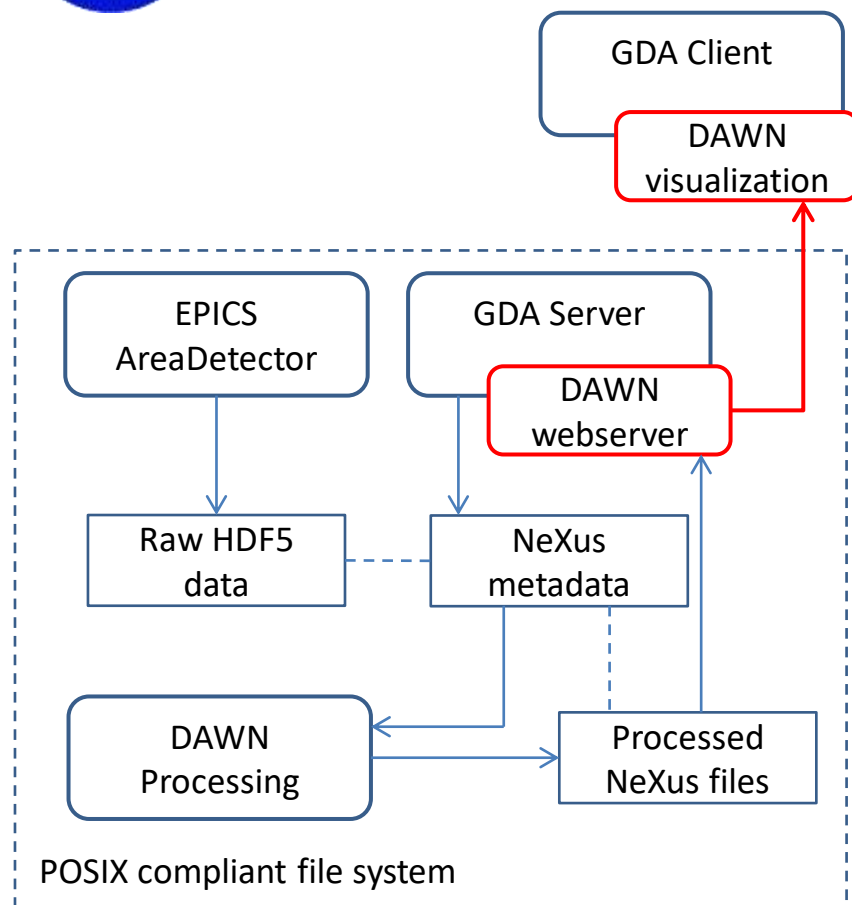 GDA Client
DAWN
visualization
EPICS
AreaDetector
GDA Server
DAWN
webserver
Raw HDF5
data
NeXus
metadata
DAWN
Processing
Processed
NeXus files
POSIX compliant file system